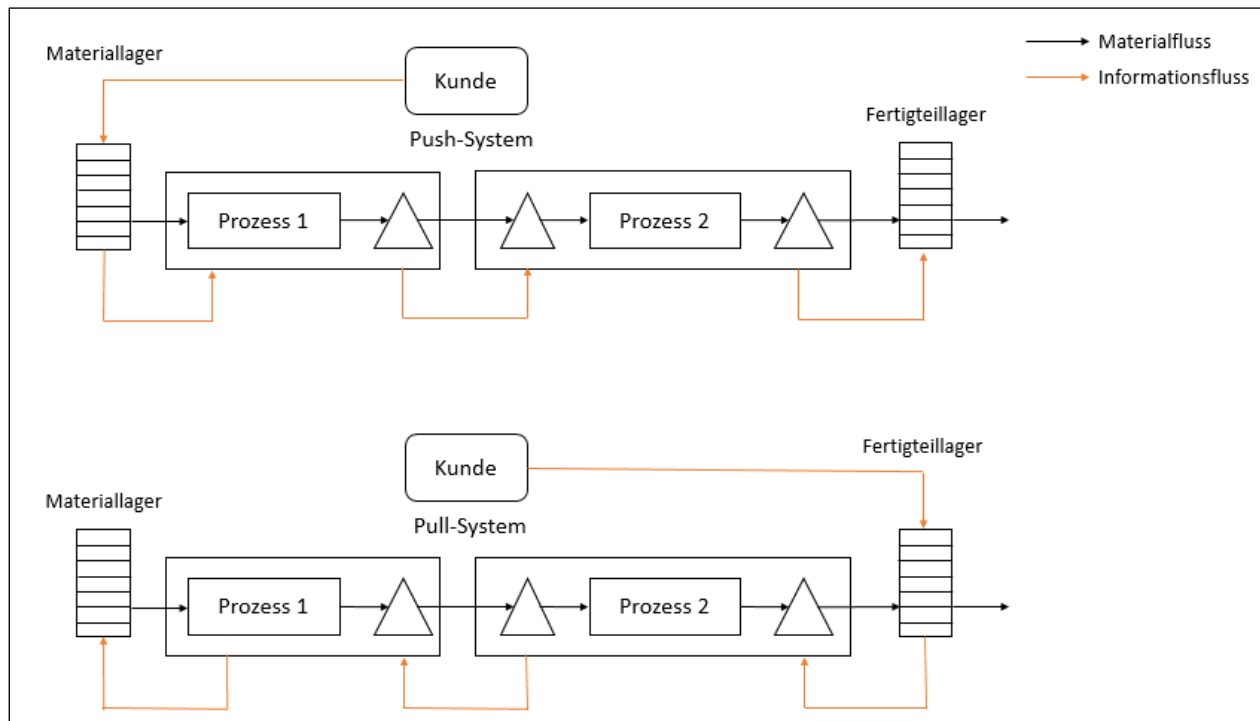 Materiallager
Kunde
Materialfluss
Informationsfluss
Push-System
Fertigteillager
Prozess 1
Prozess 2
Kunde
Fertigteillager
Materiallager
Pull-System
Prozess 1
Prozess 2